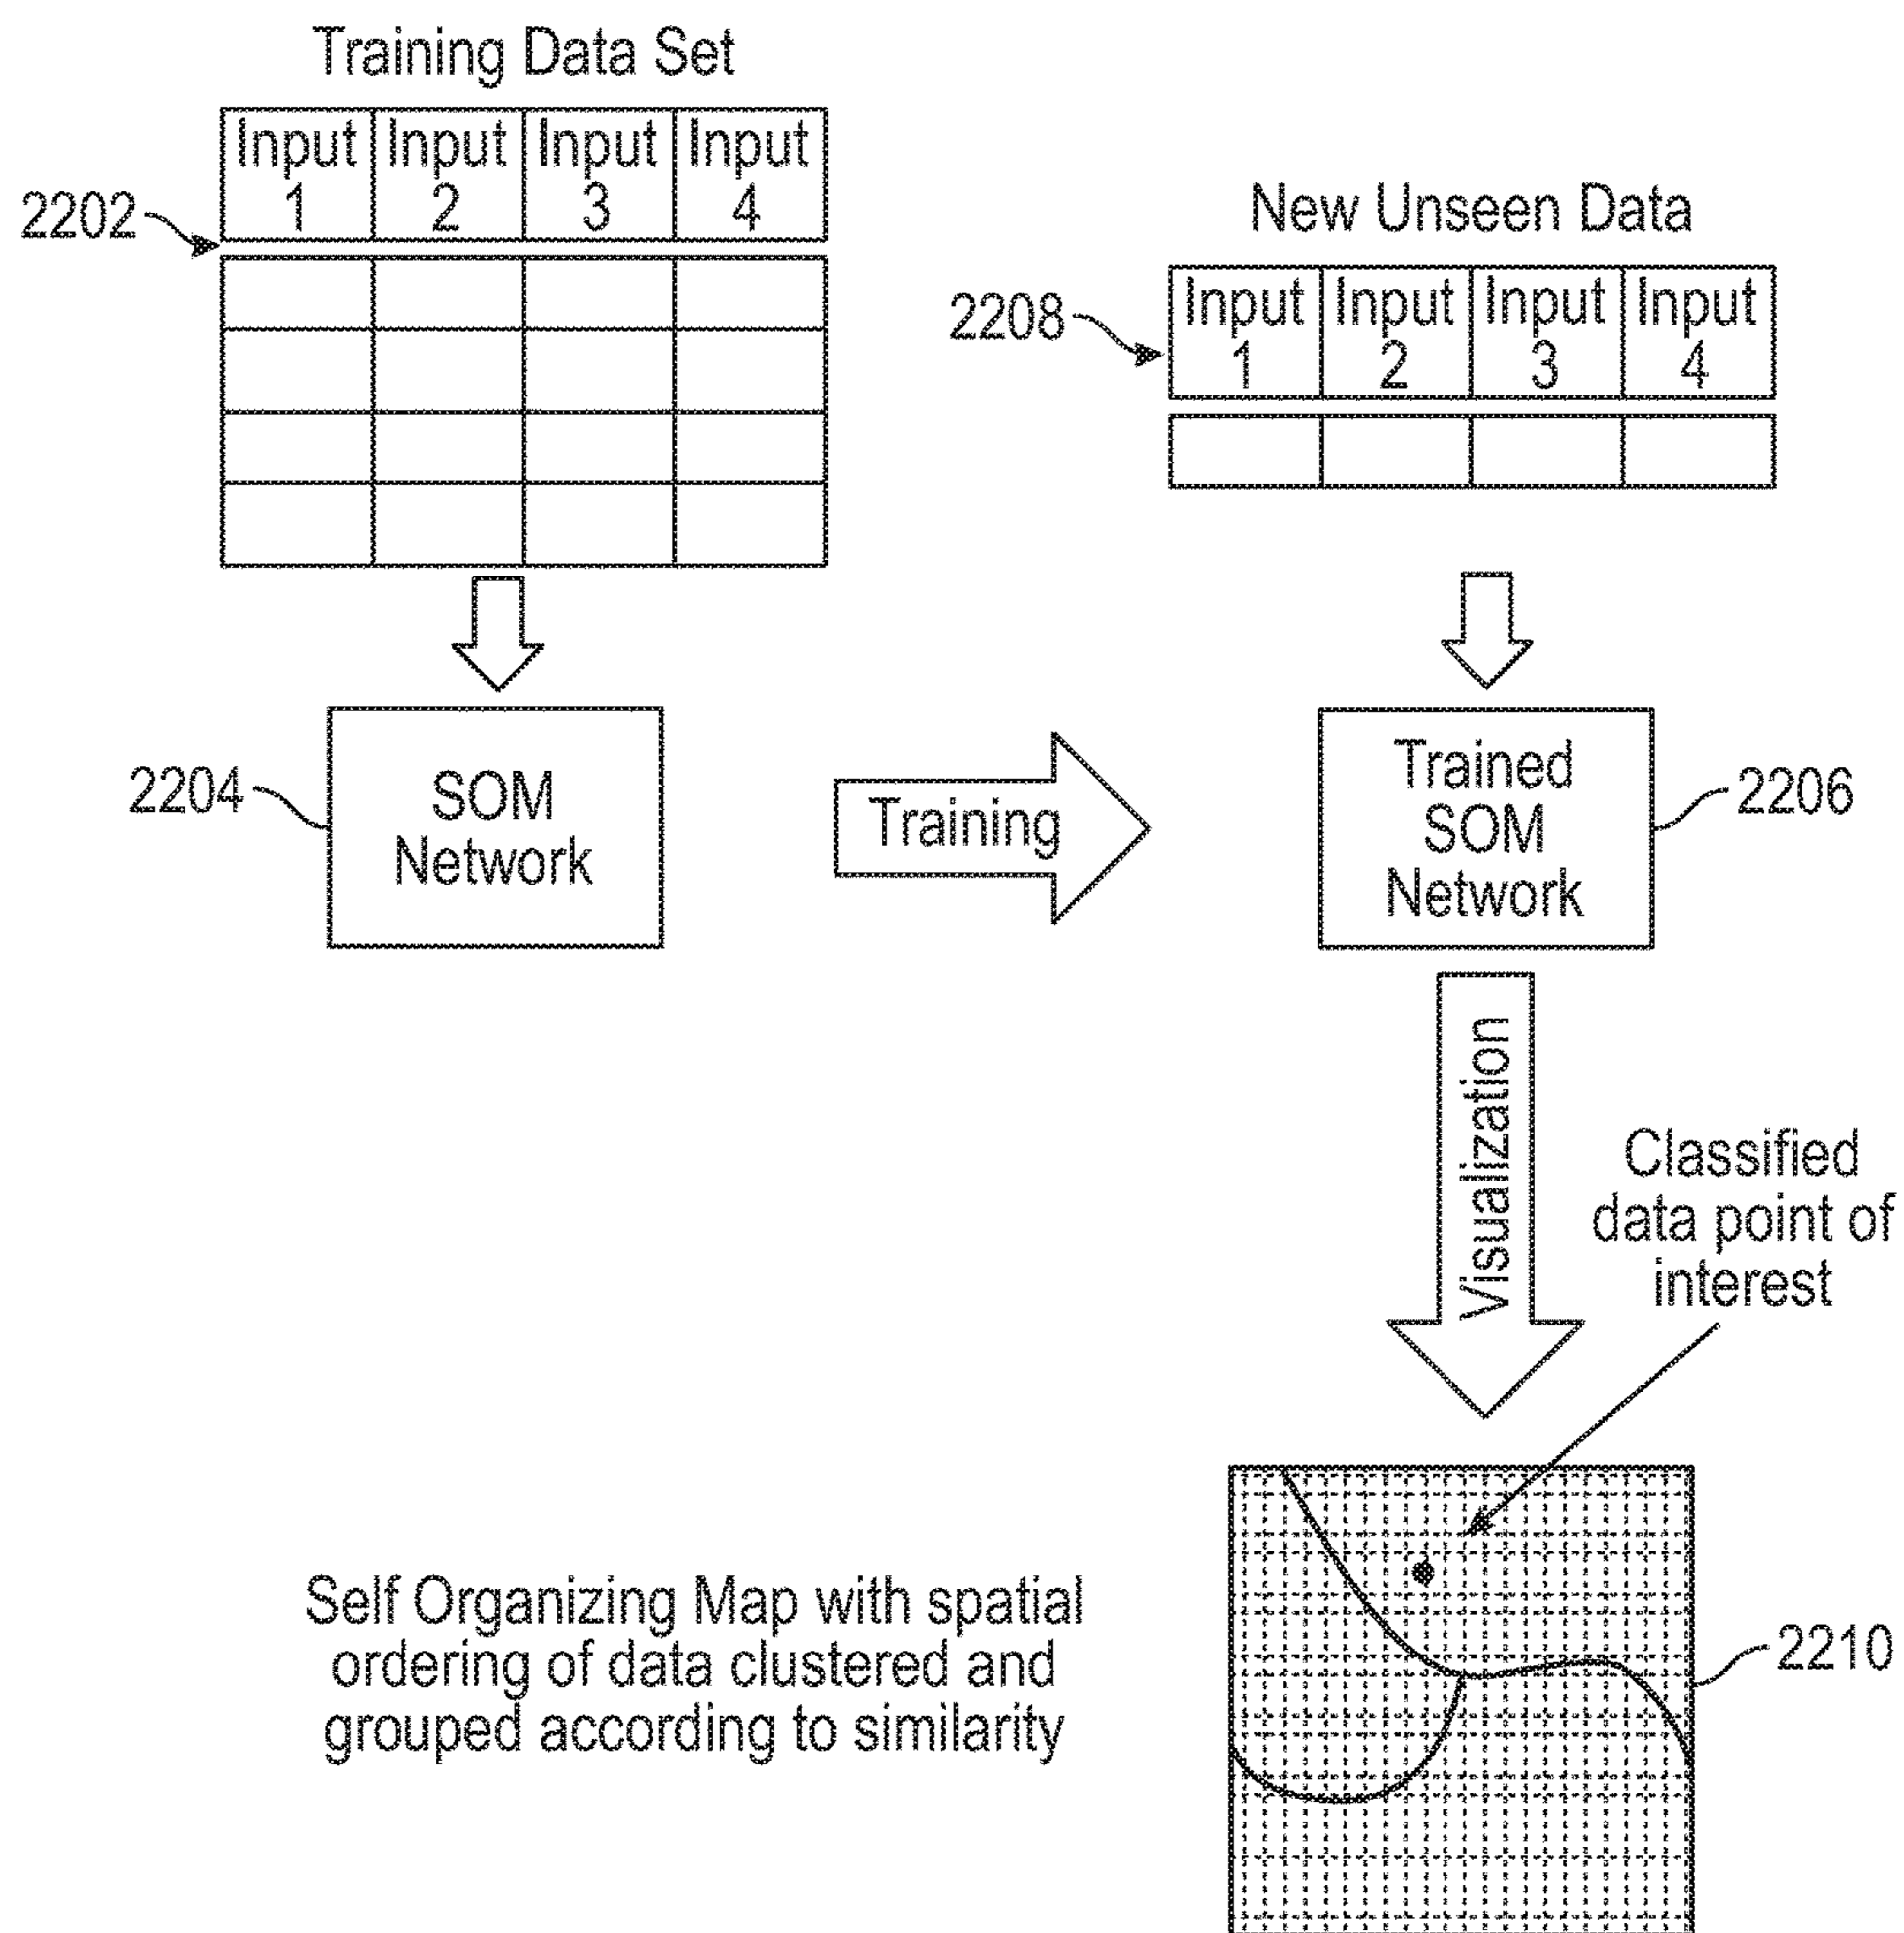 Training Data Set
Input Input Input Input
1 2 3 4
2202
New Unseen Data
2208
Input Input Input Input
1 2 3 4
2204
SOM
Network
Training
Trained
SOM
Network
2206
Visualization
Classified
data point of
interest
Self Organizing Map with spatial
ordering of data clustered and
grouped according to similarity
2210